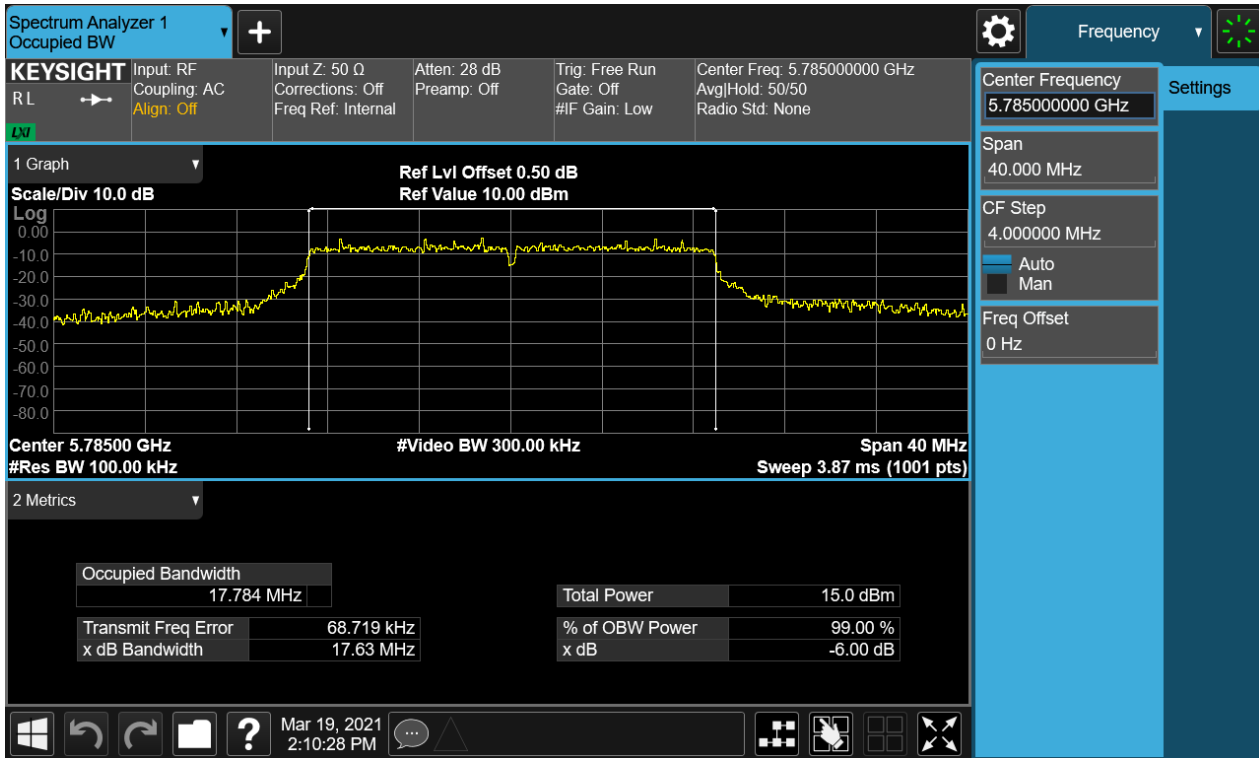 Spectrum Analyzer 1
Occupied BW
Frequency
KEYSIGHT
R L
LXI
Input: RF
Coupling: AC
Align: Off
Input Z: 50 Ω
Corrections: Off
Freq Ref: Internal
Atten: 28 dB
Preamp: Off
Trig: Free Run
Gate: Off
#IF Gain: Low
Center Freq: 5.785000000 GHz
Avg|Hold: 50/50
Radio Std: None
Center Frequency
5.785000000 GHz
Settings
Span
40.000 MHz
CF Step
4.000000 MHz
Auto
Man
Freq Offset
0 Hz
1 Graph
Scale/Div 10.0 dB
Ref Lvl Offset 0.50 dB
Ref Value 10.00 dBm
Log
0.00
-10.0
-20.0
-30.0
-40.0
-50.0
-60.0
-70.0
-80.0
Center 5.78500 GHz
#Video BW 300.00 kHz
Span 40 MHz
#Res BW 100.00 kHz
Sweep 3.87 ms (1001 pts)
2 Metrics
Occupied Bandwidth
17.784 MHz
Total Power 15.0 dBm
Transmit Freq Error 68.719 kHz
% of OBW Power 99.00 %
x dB Bandwidth 17.63 MHz
x dB -6.00 dB
?
Mar 19, 2021
2:10:28 PM